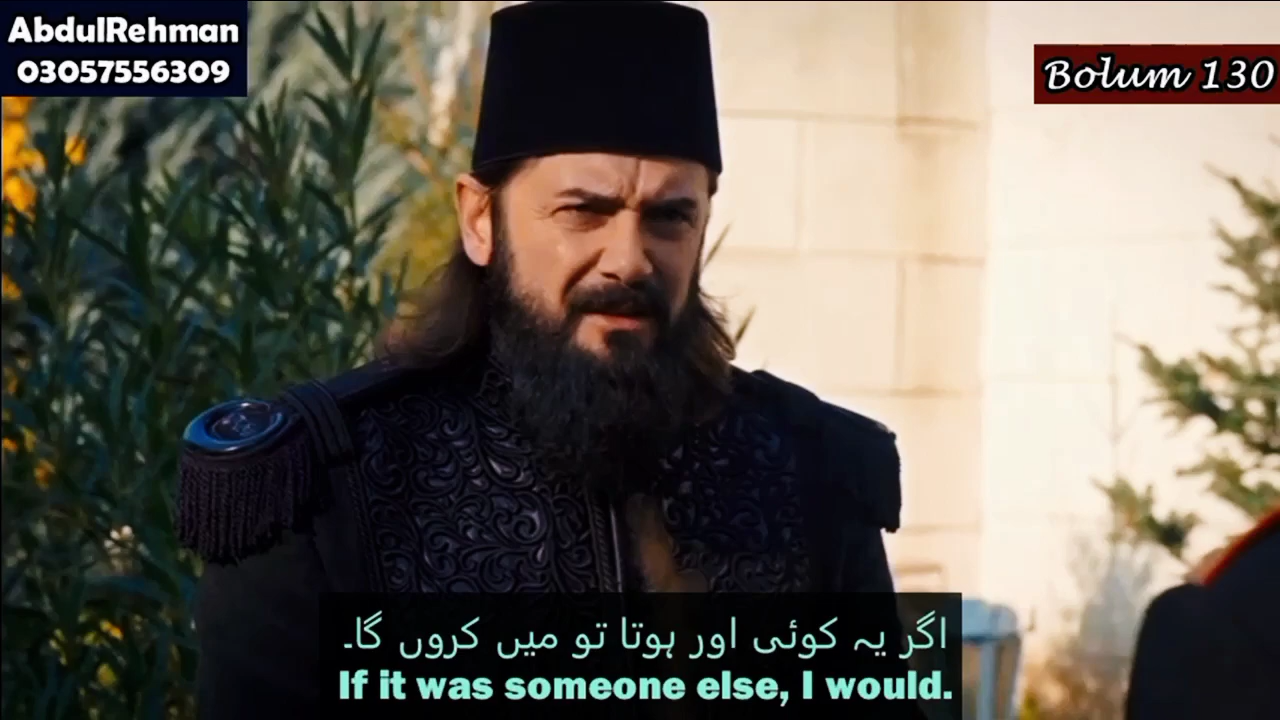 AbdulRehman
03057556309
Bolum 130
اگر یہ کوئی اور ہوتا تو میں کروں گا۔
If it was someone else, I would.